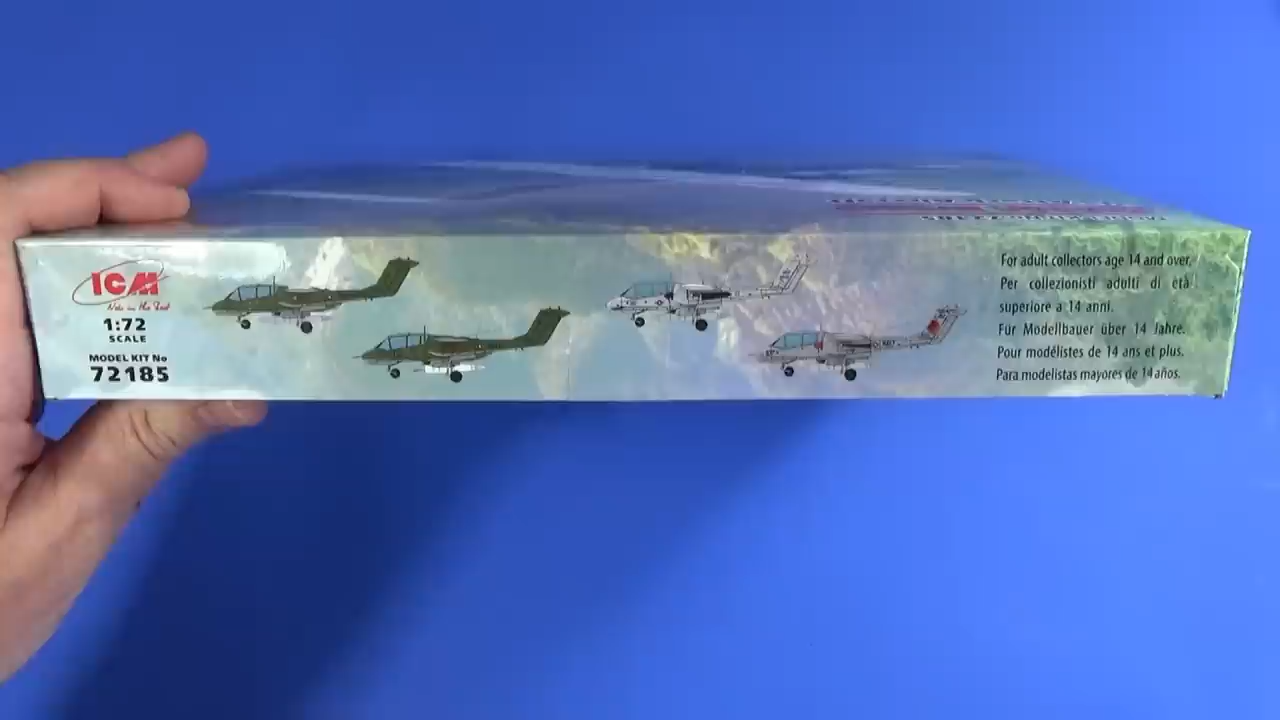 ICM
1:72
SCALE
MODEL KIT No
72185
For adult collectors age 14 and over.
Per collezionisti adulti di età
superiore a 14 anni.
Für Modellbauer über 14 Jahre.
Pour modélistes de 14 ans et plus.
Para modelistas mayores de 14 años.